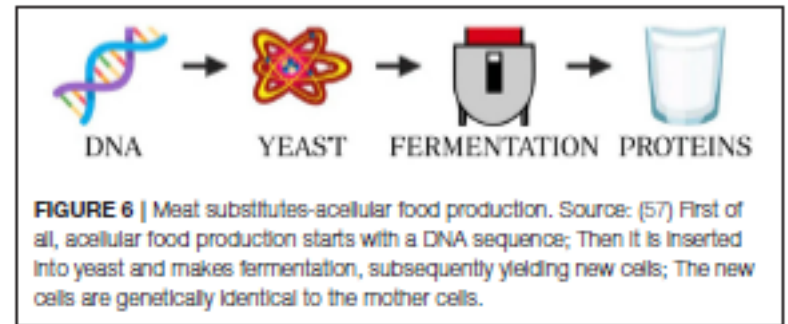 DNA YEAST FERMENTATION PROTEINS
FIGURE 6 | Meat substitutes-acellular food production. Source: (57) First of
all, acellular food production starts with a DNA sequence; Then it is inserted
into yeast and makes fermentation, subsequently yielding new cells; The new
cells are genetically identical to the mother cells.